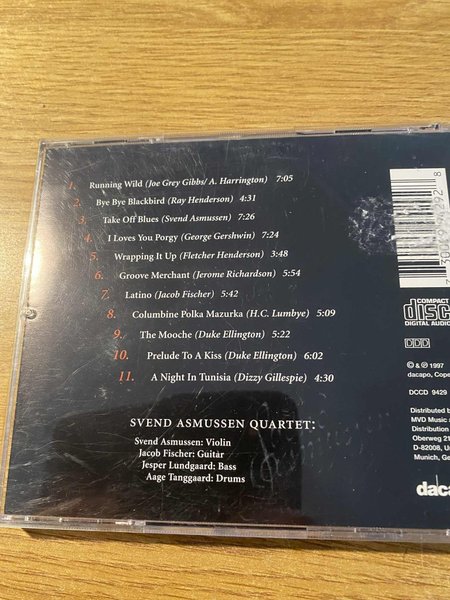 1. Running Wild (Joe Grey Gibbs/ A. Harrington) 7:05
2. Bye Bye Blackbird (Ray Henderson) 4:31
3. Take Off Blues (Svend Asmussen) 7:26
4. I Loves You Porgy (George Gershwin) 7:24
5. Wrapping It Up (Fletcher Henderson) 3:48
6. Groove Merchant (Jerome Richardson) 5:54
7. Latino (Jacob Fischer) 5:42
8. Columbine Polka Mazurka (H.C. Lumbye) 5:09
9. The Mooche (Duke Ellington) 5:22
10. Prelude To A Kiss (Duke Ellington) 6:02
11. A Night In Tunisia (Dizzy Gillespie) 4:30
SVEND ASMUSSEN QUARTET:
Svend Asmussen: Violin
Jacob Fischer: Guitar
Jesper Lundgaard: Bass
Aage Tanggaard: Drums
COMPACT
disc
DIGITAL AUDIO
DDD
© & ℗ 1997
dacapo, Cope
DCCD 9429
Distributed b
MVD Music
Distribution
Oberweg 21
D-82008, U
Munich, Ge
daca